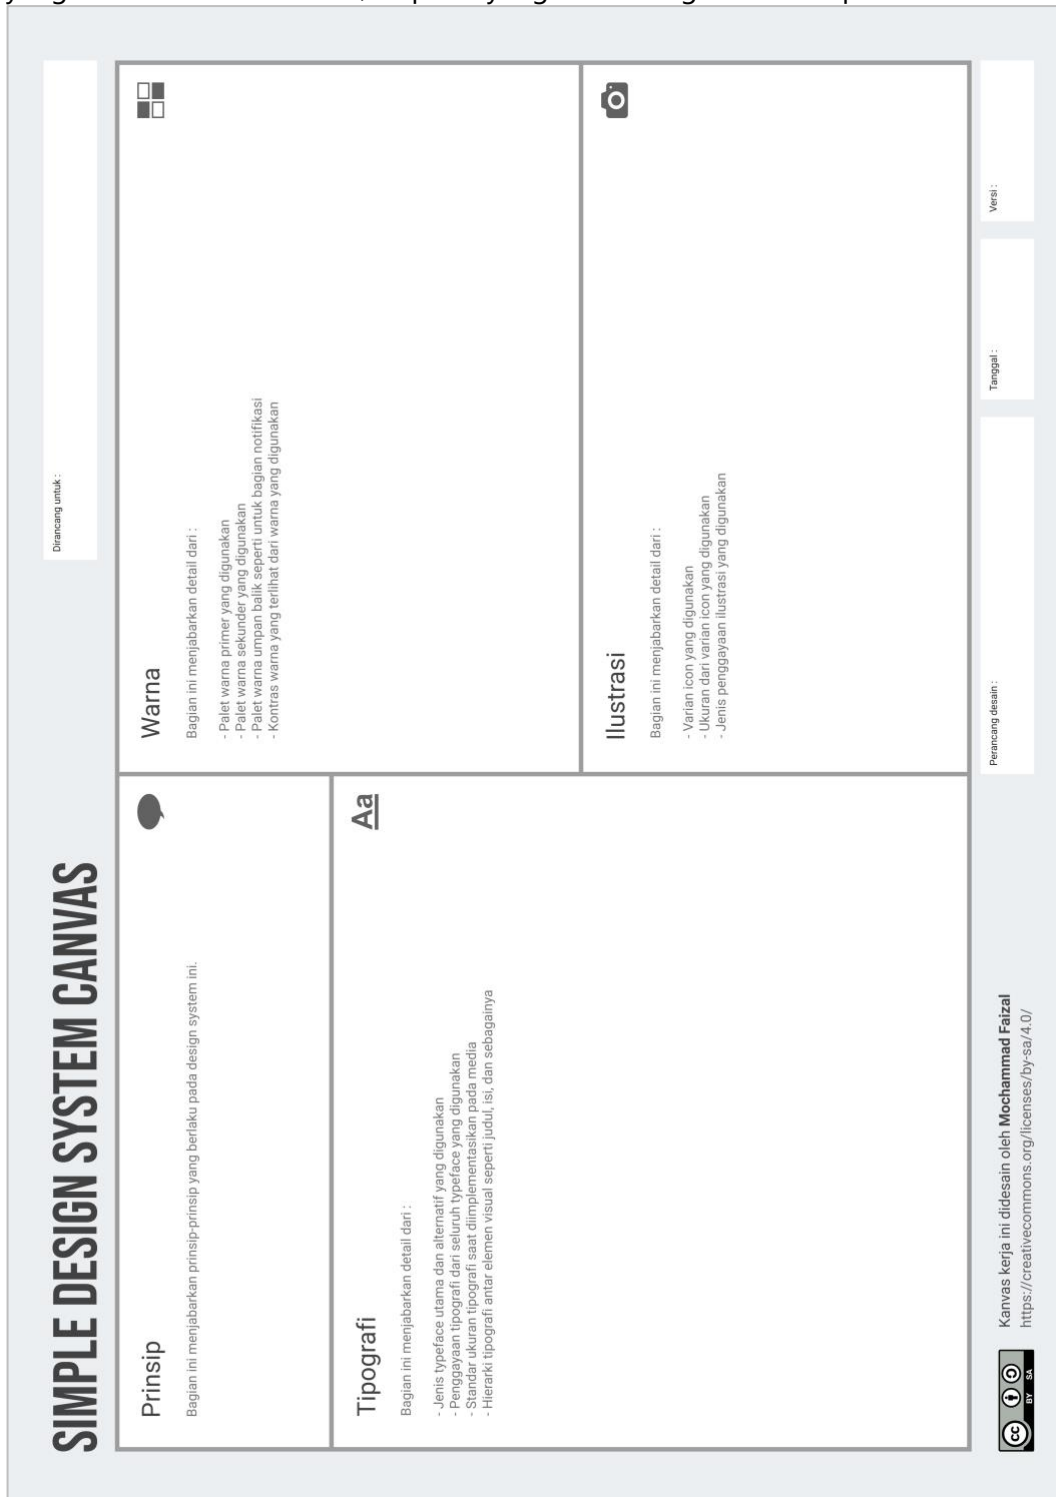 SIMPLE DESIGN SYSTEM CANVAS
Dirancang untuk :
Prinsip
Bagian ini menjabarkan prinsip-prinsip yang berlaku pada design system ini.
Tipografi
Aa
Bagian ini menjabarkan detail dari :
- Jenis typeface utama dan alternatif yang digunakan
- Penggayaan tipografi dari seluruh typeface yang digunakan
- Standar ukuran tipografi saat diimplementasikan pada media
- Hierarki tipografi antar elemen visual seperti judul, isi, dan sebagainya
Warna
Bagian ini menjabarkan detail dari :
- Palet warna primer yang digunakan
- Palet warna sekunder yang digunakan
- Palet warna umpan balik seperti untuk bagian notifikasi
- Kontras warna yang terlihat dari warna yang digunakan
Ilustrasi
Bagian ini menjabarkan detail dari :
- Varian icon yang digunakan
- Ukuran dari varian icon yang digunakan
- Jenis penggayaan ilustrasi yang digunakan
cc
BY SA
Kanvas kerja ini didesain oleh Mochammad Faizal
https://creativecommons.org/licenses/by-sa/4.0/
Perancang desain :
Tanggal :
Versi :